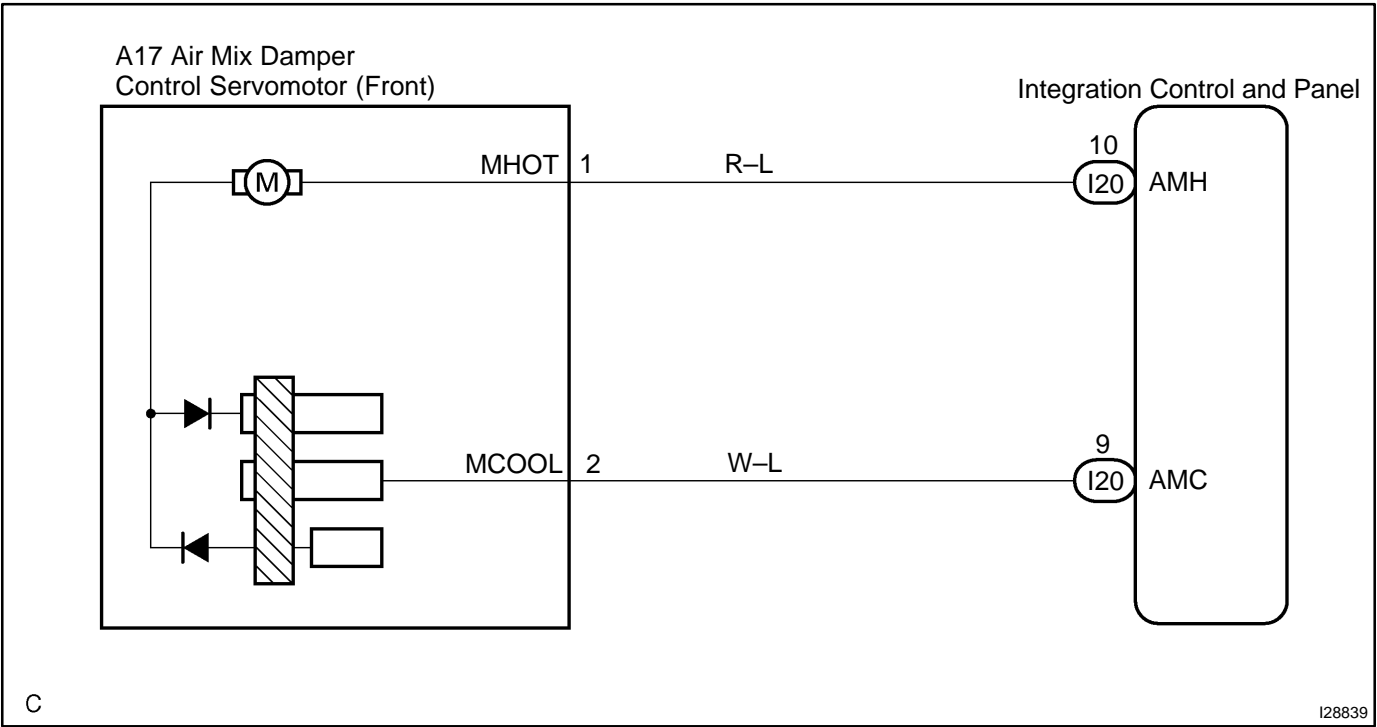 A17 Air Mix Damper
Control Servomotor (Front)
Integration Control and Panel
M
MHOT 1 R–L 10 I20 AMH
MCOOL 2 W–L 9 I20 AMC
C
I28839